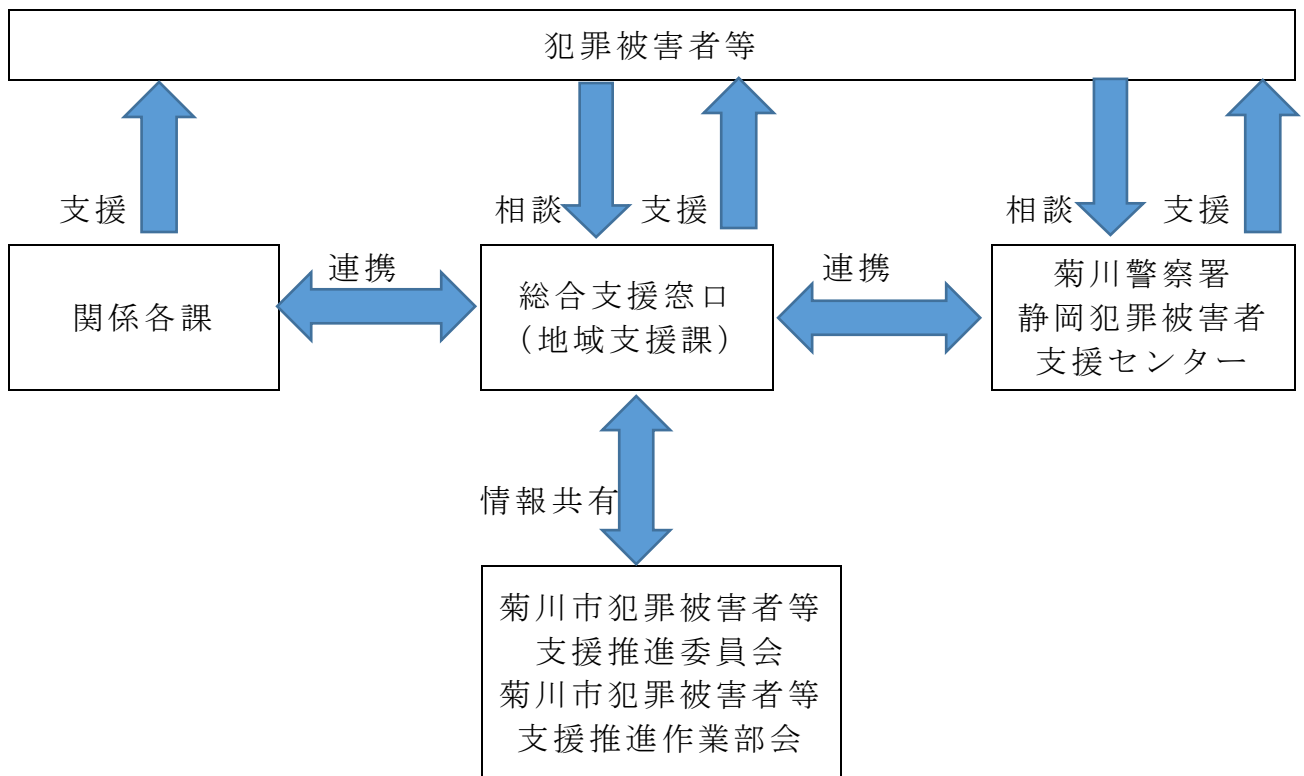 犯罪被害者等
支援
相談
支援
相談
支援
関係各課
連携
総合支援窓口
（地域支援課）
連携
菊川警察署
静岡犯罪被害者
支援センター
情報共有
菊川市犯罪被害者等
支援推進委員会
菊川市犯罪被害者等
支援推進作業部会